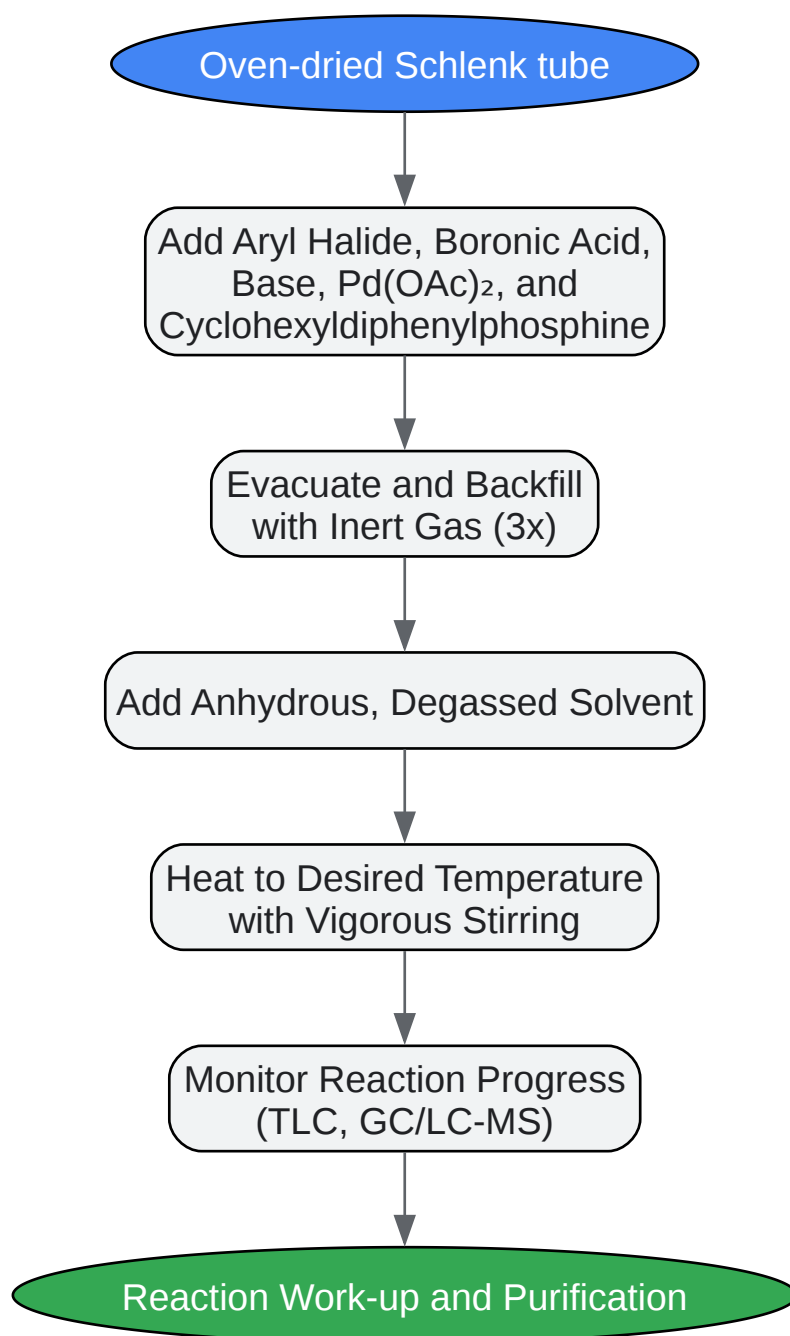 Oven-dried Schlenk tube
Add Aryl Halide, Boronic Acid,
Base, Pd(OAc)₂, and
Cyclohexyldiphenylphosphine
Evacuate and Backfill
with Inert Gas (3x)
Add Anhydrous, Degassed Solvent
Heat to Desired Temperature
with Vigorous Stirring
Monitor Reaction Progress
(TLC, GC/LC-MS)
Reaction Work-up and Purification